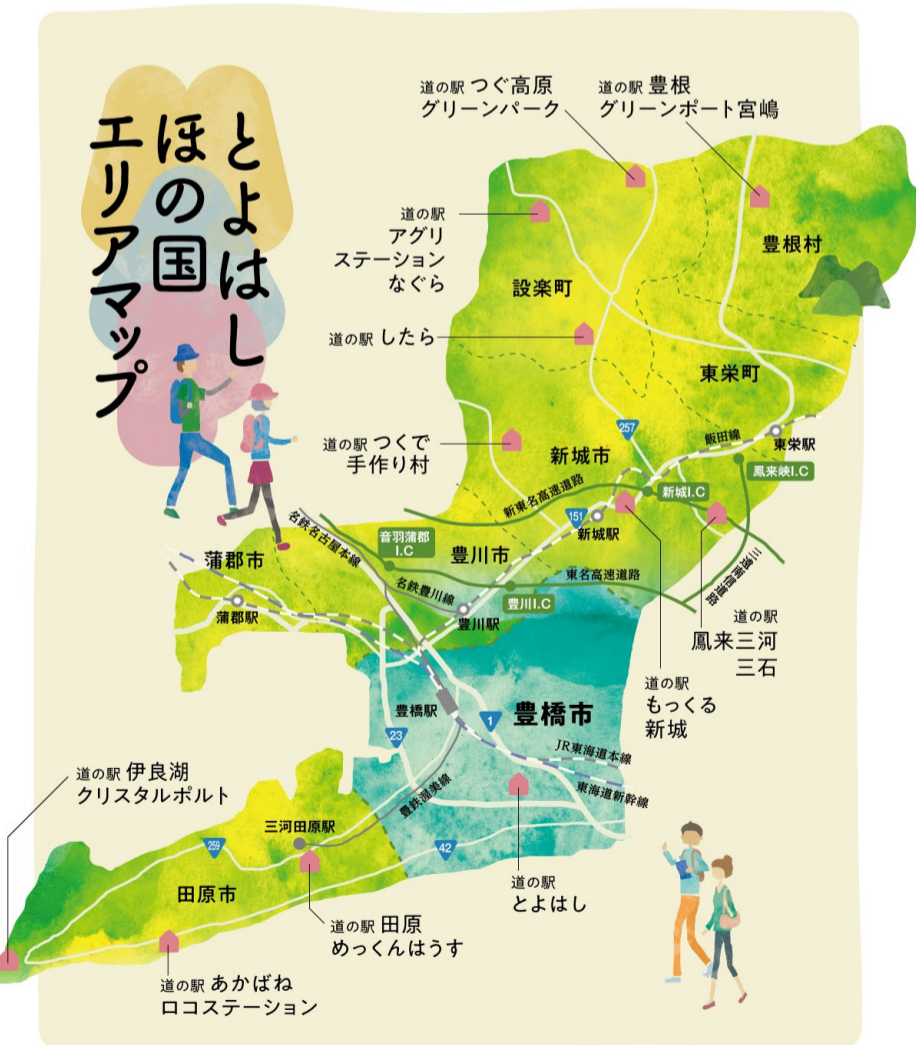 とよはし
ほの国
エリアマップ
道の駅 つぐ高原
グリーンパーク
道の駅 豊根
グリーンポート宮嶋
道の駅
アグリ
ステーション
なぐら
豊根村
設楽町
道の駅 したら
東栄町
257
飯田線
東栄駅
道の駅 つくで
手作り村
新城市
鳳来峡I.C
新東名高速道路
新城I.C
151
新城駅
名鉄名古屋本線
音羽蒲郡
I.C
豊川市
蒲郡市
東名高速道路
三遠南信道路
名鉄豊川線
豊川I.C
蒲郡駅
豊川駅
道の駅
鳳来三河
三石
道の駅
もっくる
新城
豊橋駅
豊橋市
1
23
JR東海道本線
東海道新幹線
豊鉄渥美線
道の駅 伊良湖
クリスタルポルト
三河田原駅
259
42
田原市
道の駅
とよはし
道の駅 田原
めっくんはうす
道の駅 あかばね
ロコステーション